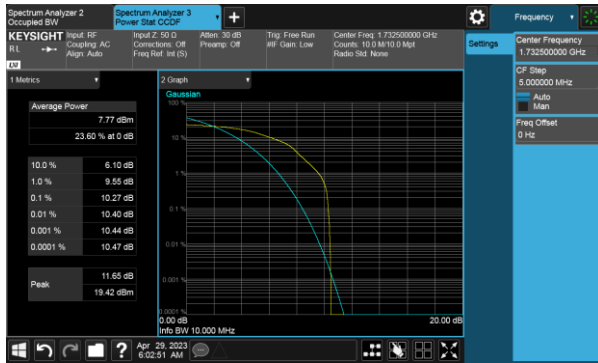 Spectrum Analyzer 2
Occupied BW
Spectrum Analyzer 3
Power Stat CCDF
Frequency
KEYSIGHT
RL
LXI
Input: RF
Coupling: AC
Align: Auto
Input Z: 50 Ω
Corrections: Off
Freq Ref: Int (S)
Atten: 30 dB
Preamp: Off
Trig: Free Run
#IF Gain: Low
Center Freq: 1.732500000 GHz
Counts: 10.0 M/10.0 Mpt
Radio Std: None
Settings
Center Frequency
1.732500000 GHz
CF Step
5.000000 MHz
Auto
Man
Freq Offset
0 Hz
1 Metrics
Average Power
7.77 dBm
23.60 % at 0 dB
10.0 % 6.10 dB
1.0 % 9.55 dB
0.1 % 10.27 dB
0.01 % 10.40 dB
0.001 % 10.44 dB
0.0001 % 10.47 dB
Peak
11.65 dB
19.42 dBm
2 Graph
Gaussian
100 %
10 %
1 %
0.1 %
0.01 %
0.001 %
0.0001 %
0.00 dB
20.00 dB
Info BW 10.000 MHz
?
Apr 29, 2023
6:02:51 AM